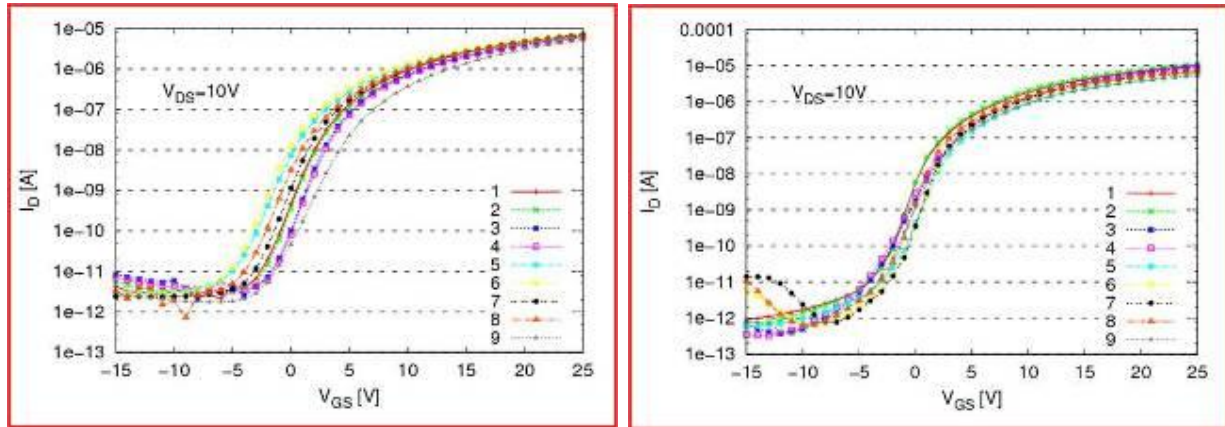 1e-05
1e-06
1e-07
1e-08
1e-09
1e-10
1e-11
1e-12
1e-13
I_D [A]
V_DS=10V
1
2
3
4
5
6
7
8
9
-15 -10 -5 0 5 10 15 20 25
V_GS [V]
0.0001
1e-05
1e-06
1e-07
1e-08
1e-09
1e-10
1e-11
1e-12
1e-13
I_D [A]
V_DS=10V
1
2
3
4
5
6
7
8
9
-15 -10 -5 0 5 10 15 20 25
V_GS [V]